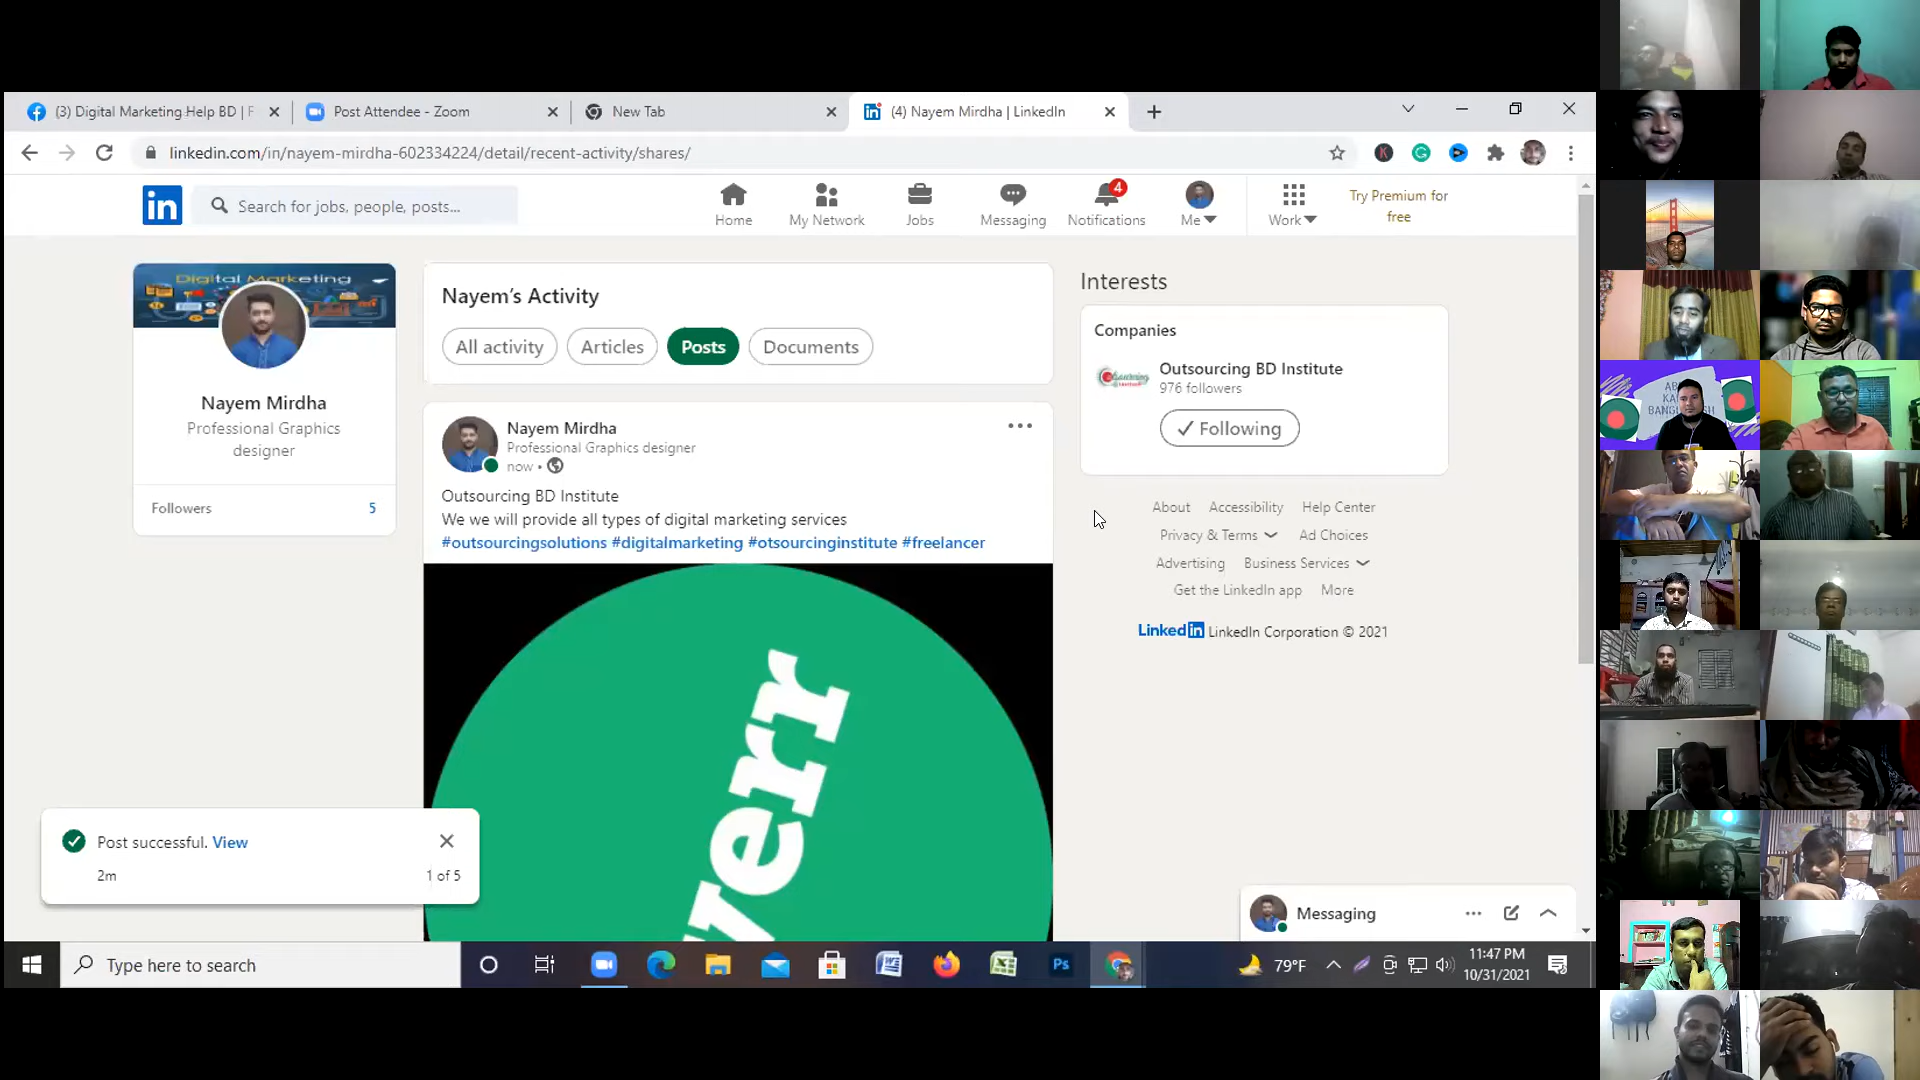 (3) Digital Marketing Help BD | F
Post Attendee - Zoom
New Tab
(4) Nayem Mirdha | LinkedIn
linkedin.com/in/nayem-mirdha-602334224/detail/recent-activity/shares/
in
Search for jobs, people, posts...
Home
My Network
Jobs
Messaging
4
Notifications
Me
Work
Try Premium for
free
Digital Marketing
Nayem Mirdha
Professional Graphics
designer
Followers 5
Nayem's Activity
All activity
Articles
Posts
Documents
Nayem Mirdha
Professional Graphics designer
now •
Outsourcing BD Institute
We we will provide all types of digital marketing services
#outsourcingsolutions #digitalmarketing #otsourcinginstitute #freelancer
verr
Interests
Companies
Outsourcing BD Institute
976 followers
Following
About Accessibility Help Center
Privacy & Terms Ad Choices
Advertising Business Services
Get the LinkedIn app More
LinkedIn LinkedIn Corporation © 2021
Post successful. View
2m 1 of 5
Messaging
Type here to search
Ps
79°F
11:47 PM
10/31/2021